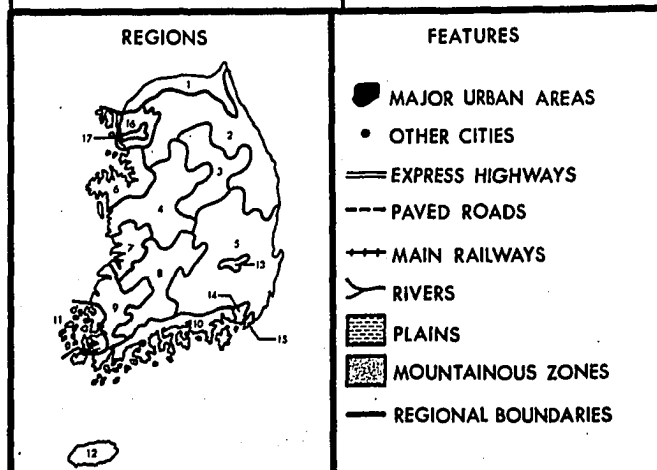 REGIONS
1
2
16
17
3
6
4
5
7
13
8
14
9
11
10
15
12
FEATURES
MAJOR URBAN AREAS
OTHER CITIES
EXPRESS HIGHWAYS
PAVED ROADS
MAIN RAILWAYS
RIVERS
PLAINS
MOUNTAINOUS ZONES
REGIONAL BOUNDARIES